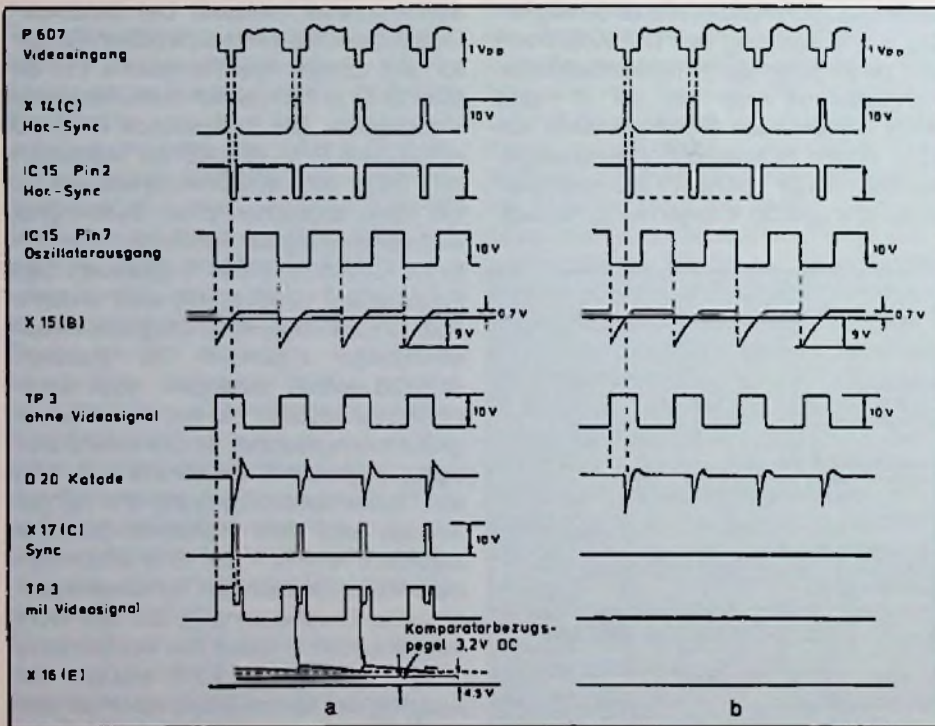 P 607
Videoeingang
1 Vpp
1 Vpp
X 14 (C)
Hor-Sync
10 V
10 V
IC 15 Pin 2
Hor-Sync
IC 15 Pin 7
Oszillatorausgang
10 V
10 V
X 15 (B)
0.7 V
9 V
0.7 V
9 V
TP 3
ohne Videosignal
10 V
10 V
D 20 Katode
X 17 (C)
Sync
10 V
TP 3
mit Videosignal
Komparatorbezugs-
pegel 3,2V DC
X 16 (E)
4.5 V
a
b